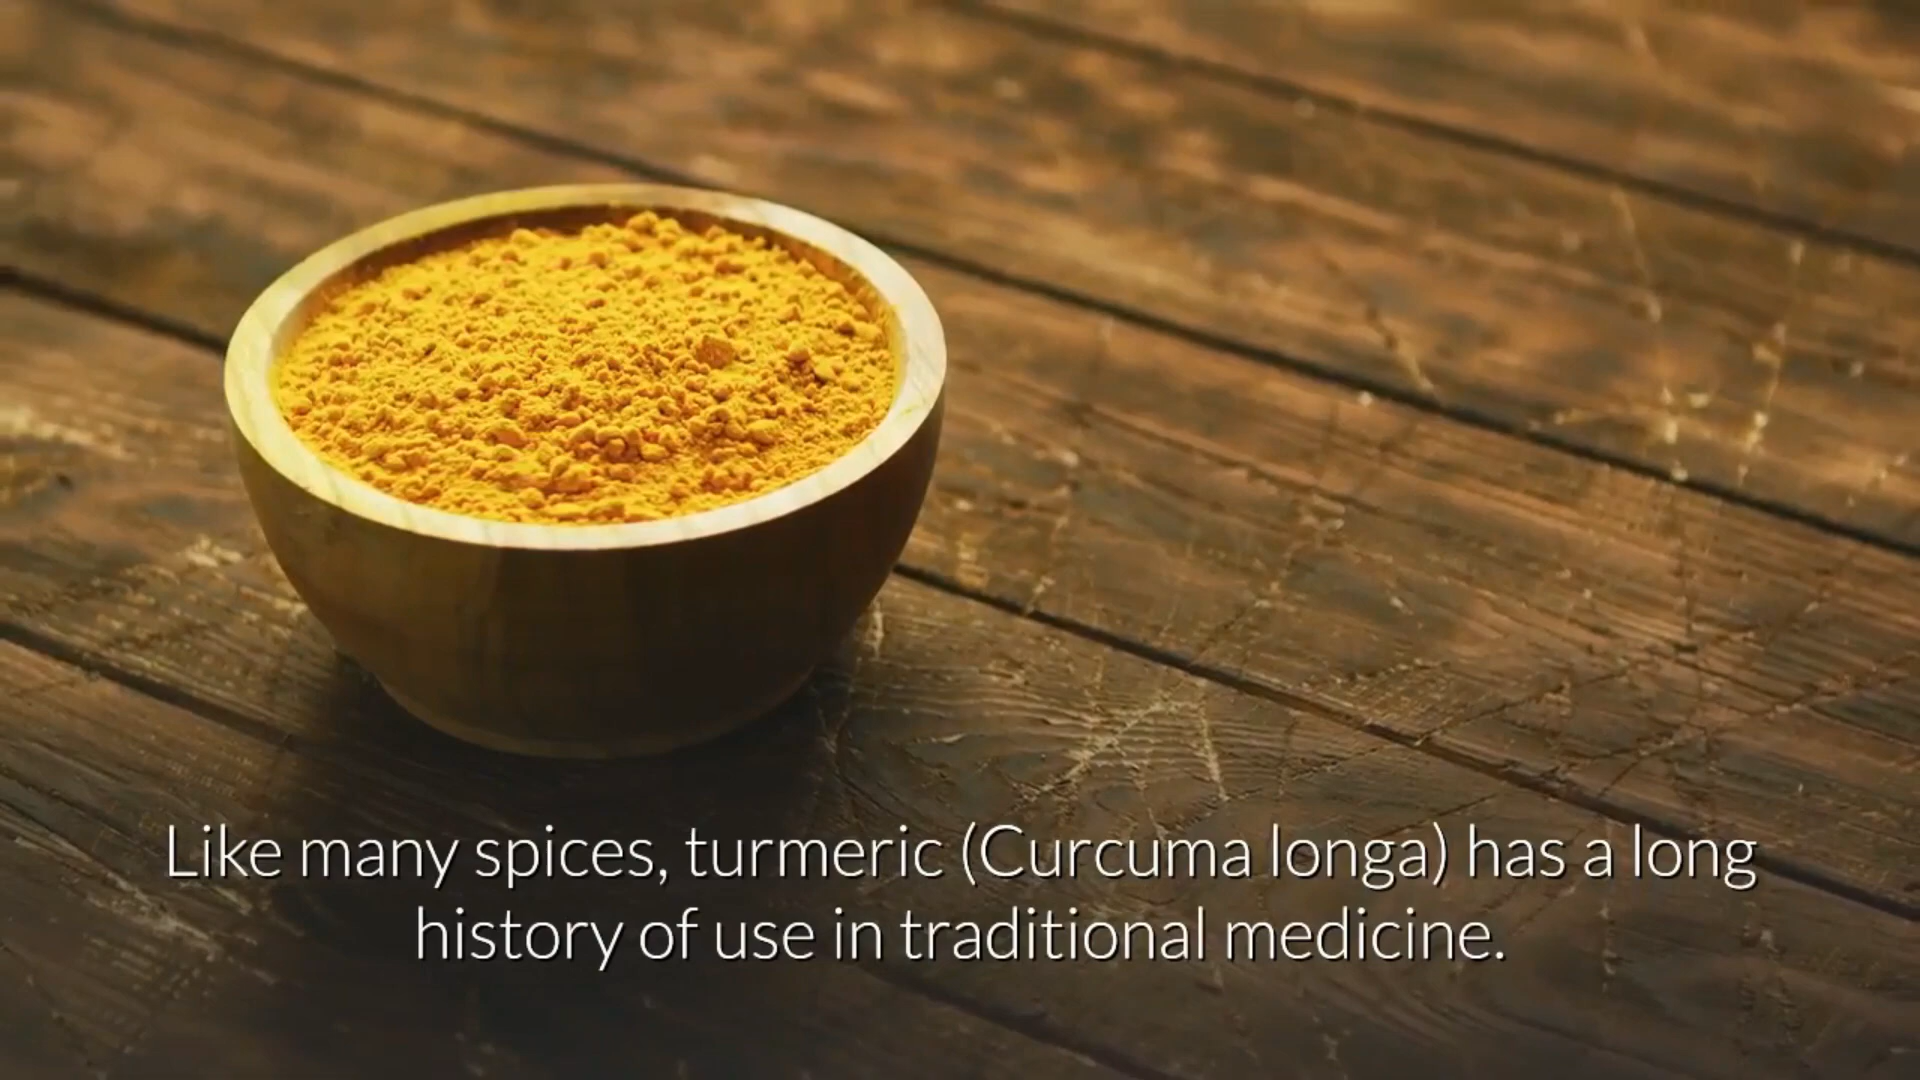 Like many spices, turmeric (Curcuma longa) has a long
history of use in traditional medicine.